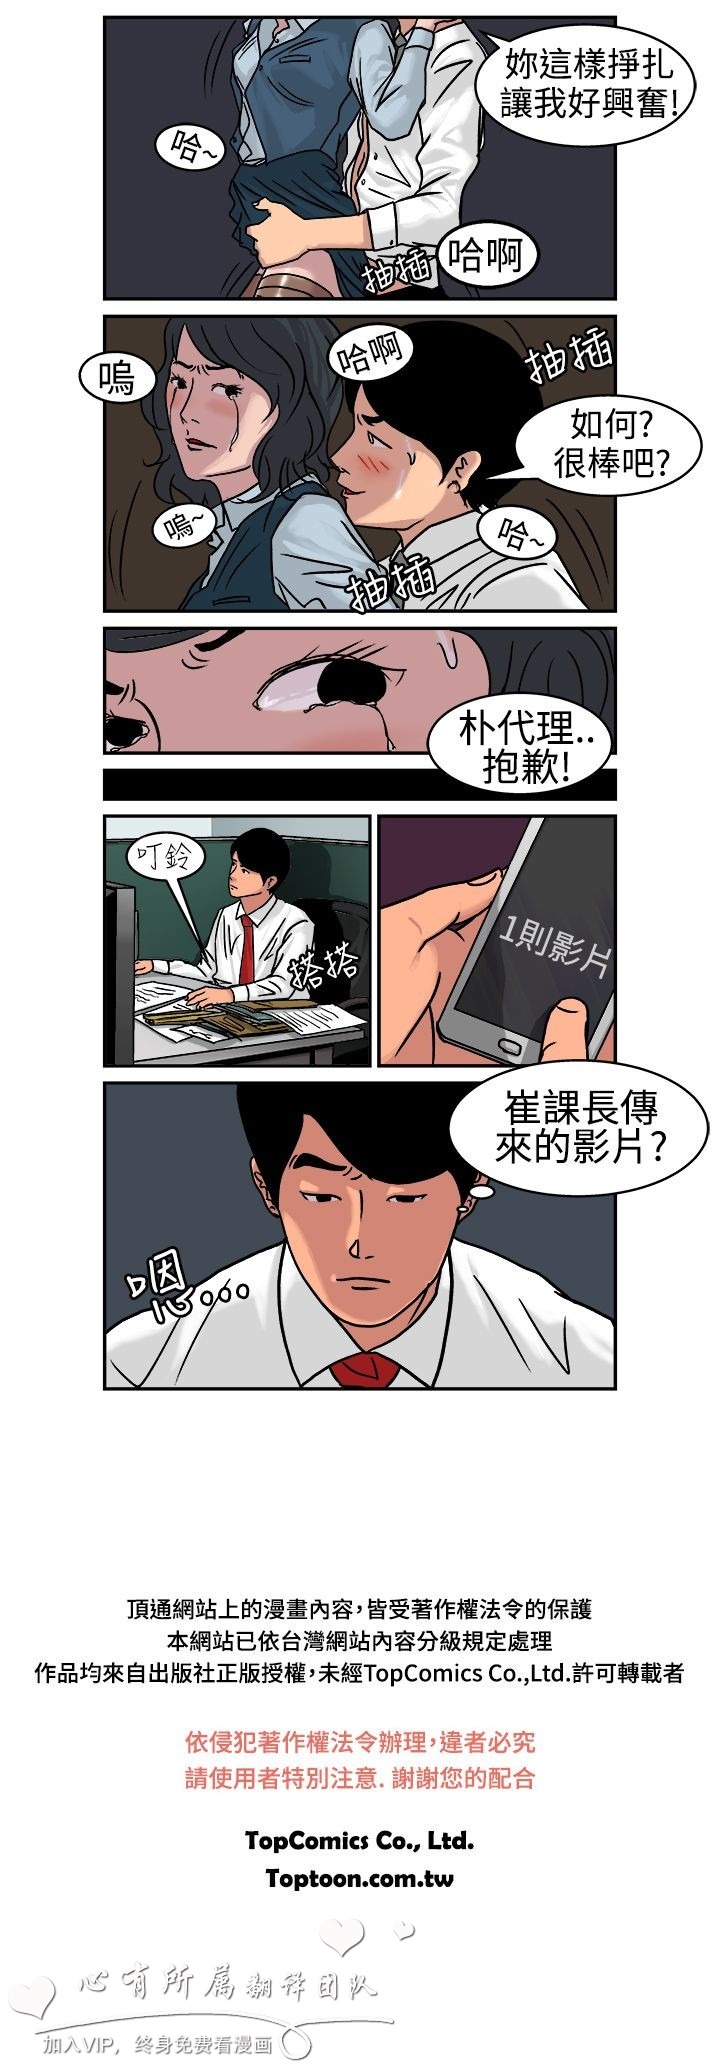 妳這樣掙扎
讓我好興奮!
哈~
哈啊
抽插
哈啊
抽插
嗚
如何?
很棒吧?
嗚~
哈~
抽插
朴代理..
抱歉!
叮鈴
搭搭
1則影片
崔課長傳
來的影片?
嗯...
頂通網站上的漫畫內容，皆受著作權法令的保護
本網站已依台灣網站內容分級規定處理
作品均來自出版社正版授權，未經TopComics Co.,Ltd.許可轉載者
依侵犯著作權法令辦理，違者必究
請使用者特別注意. 謝謝您的配合
TopComics Co., Ltd.
Toptoon.com.tw
心有所属翻译团队
加入VIP，终身免费看漫画